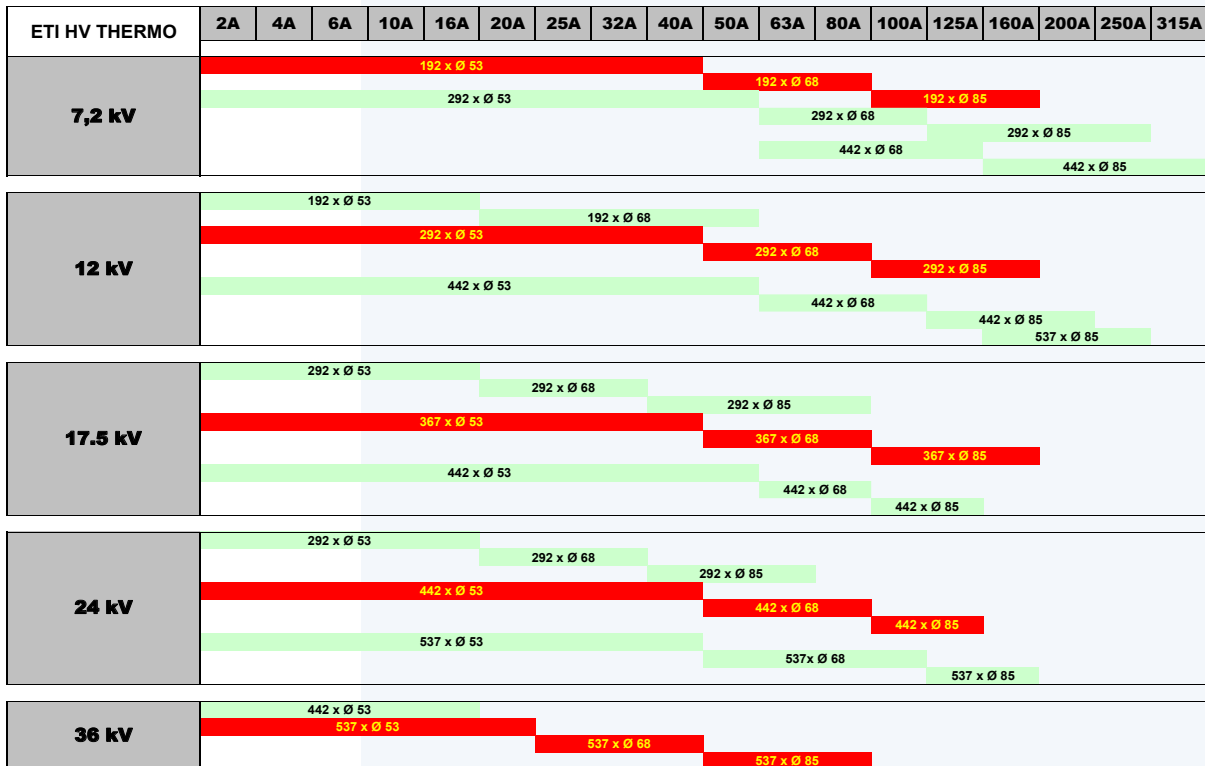 ETI HV THERMO 2A 4A 6A 10A 16A 20A 25A 32A 40A 50A 63A 80A 100A 125A 160A 200A 250A 315A
7,2 kV
192 x Ø 53
192 x Ø 68
292 x Ø 53 192 x Ø 85
292 x Ø 68
292 x Ø 85
442 x Ø 68
442 x Ø 85
12 kV
192 x Ø 53
192 x Ø 68
292 x Ø 53
292 x Ø 68
292 x Ø 85
442 x Ø 53
442 x Ø 68
442 x Ø 85
537 x Ø 85
17.5 kV
292 x Ø 53
292 x Ø 68
292 x Ø 85
367 x Ø 53
367 x Ø 68
367 x Ø 85
442 x Ø 53
442 x Ø 68
442 x Ø 85
24 kV
292 x Ø 53
292 x Ø 68
292 x Ø 85
442 x Ø 53
442 x Ø 68
442 x Ø 85
537 x Ø 53
537x Ø 68
537 x Ø 85
36 kV
442 x Ø 53
537 x Ø 53
537 x Ø 68
537 x Ø 85